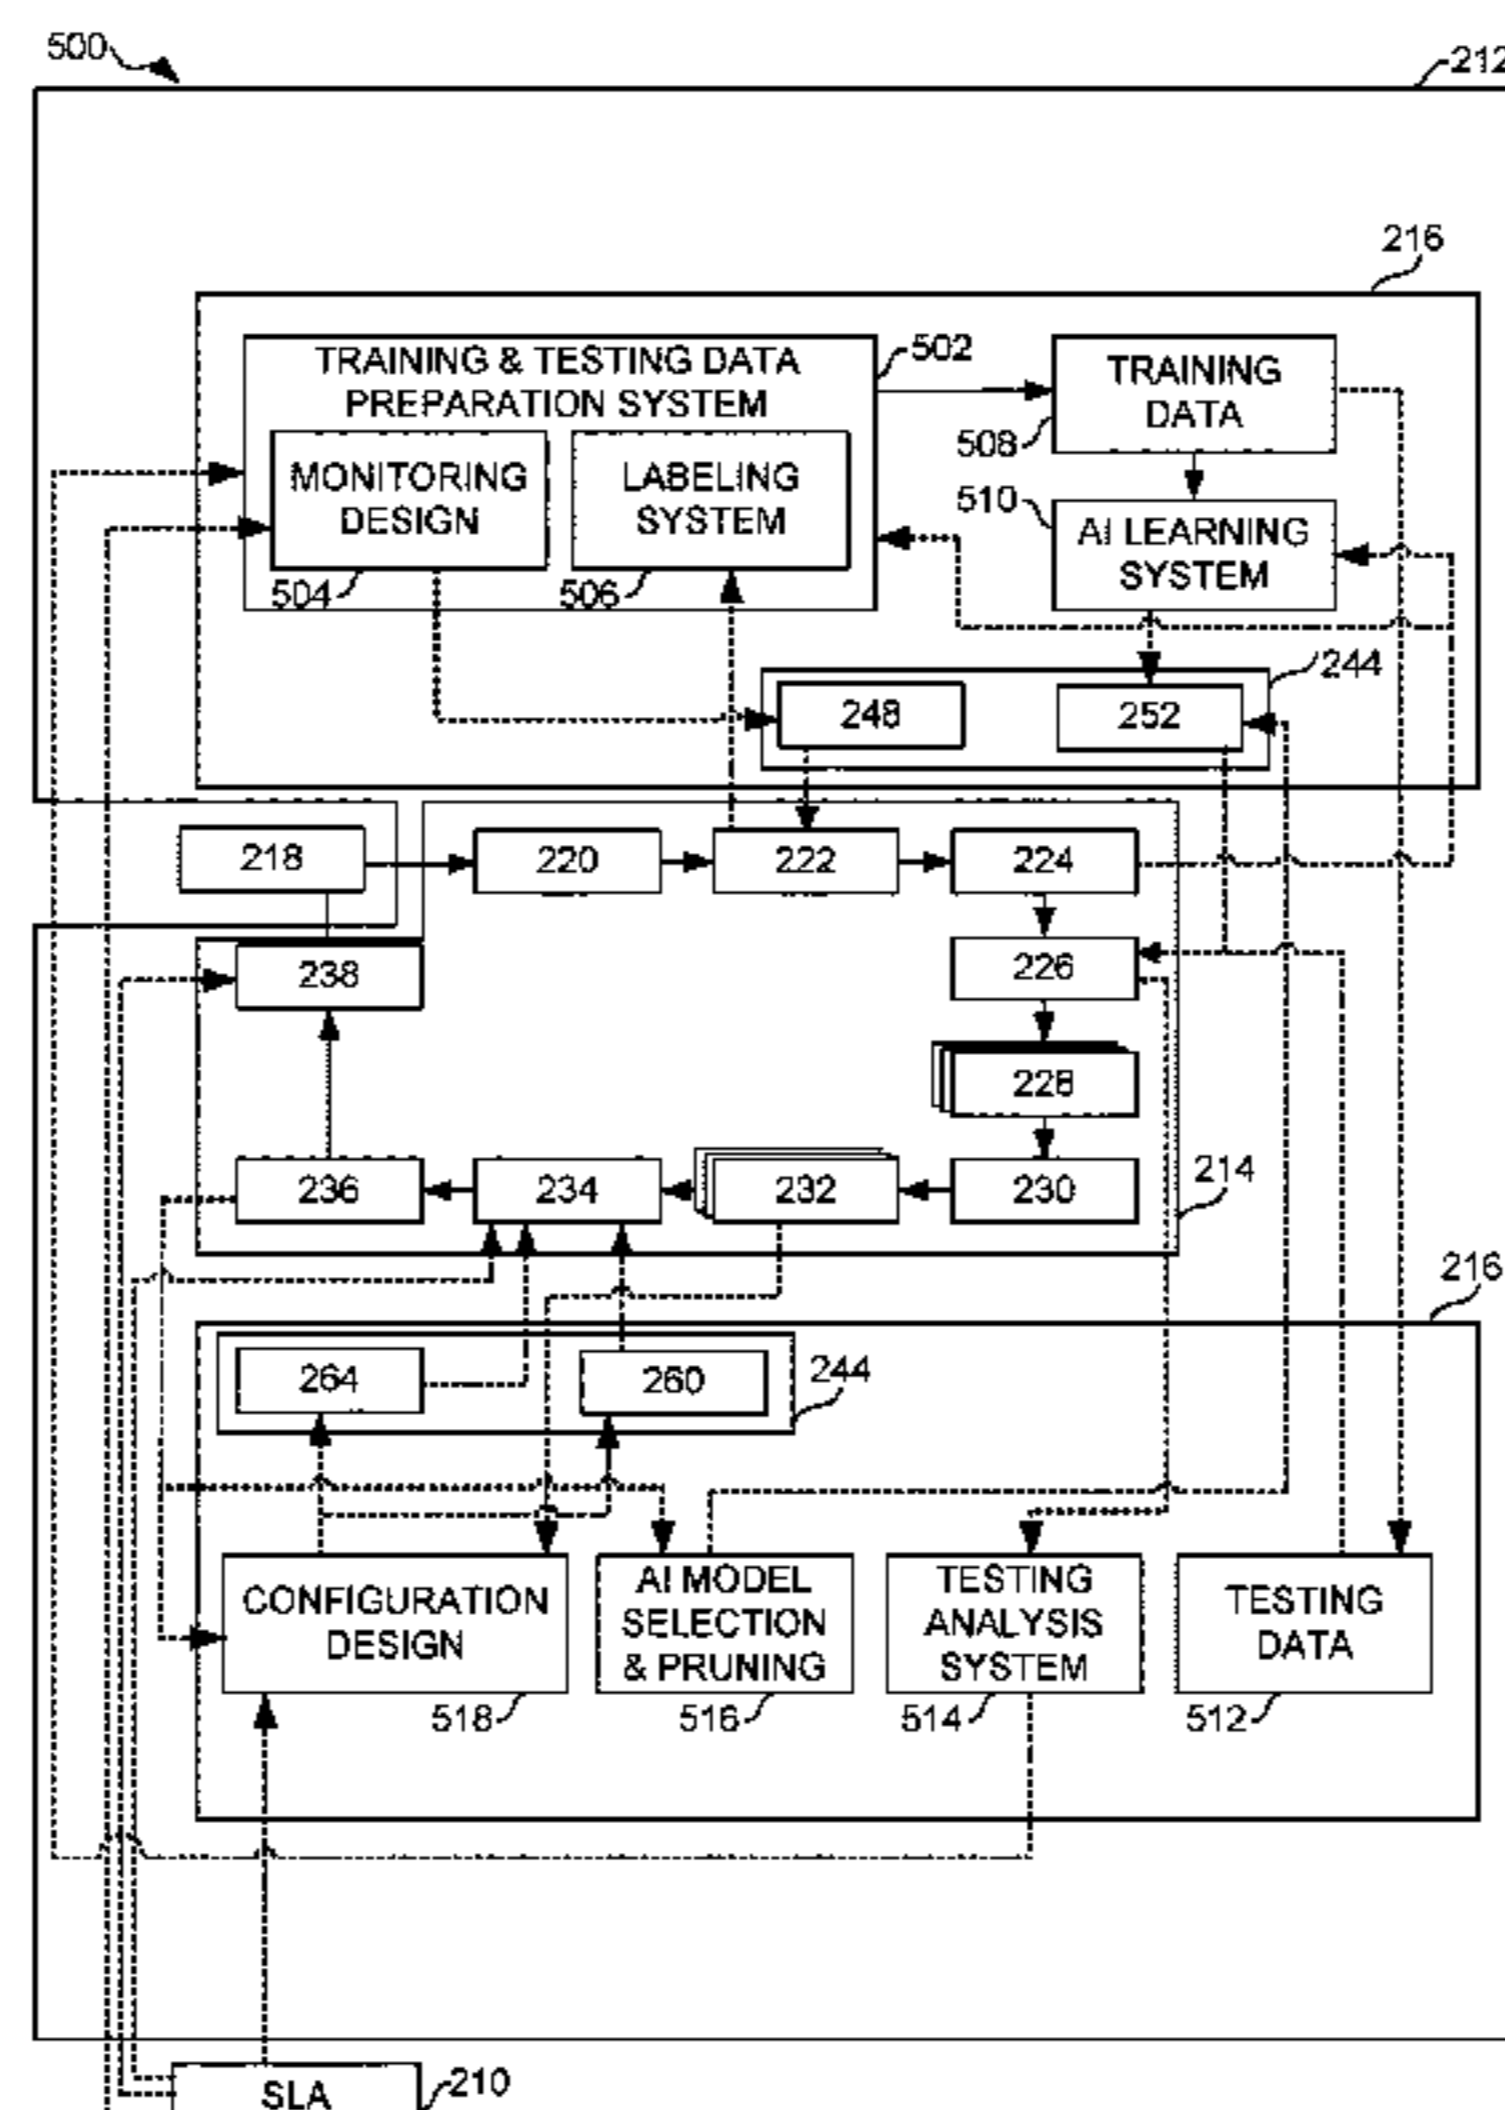 500
212
216
TRAINING & TESTING DATA
PREPARATION SYSTEM
502
TRAINING
DATA
508
MONITORING
DESIGN
504
LABELING
SYSTEM
506
510
AI LEARNING
SYSTEM
244
248
252
218
220
222
224
238
226
228
236
234
232
230
214
216
264
260
244
CONFIGURATION
DESIGN
518
AI MODEL
SELECTION
& PRUNING
516
TESTING
ANALYSIS
SYSTEM
514
TESTING
DATA
512
SLA
210